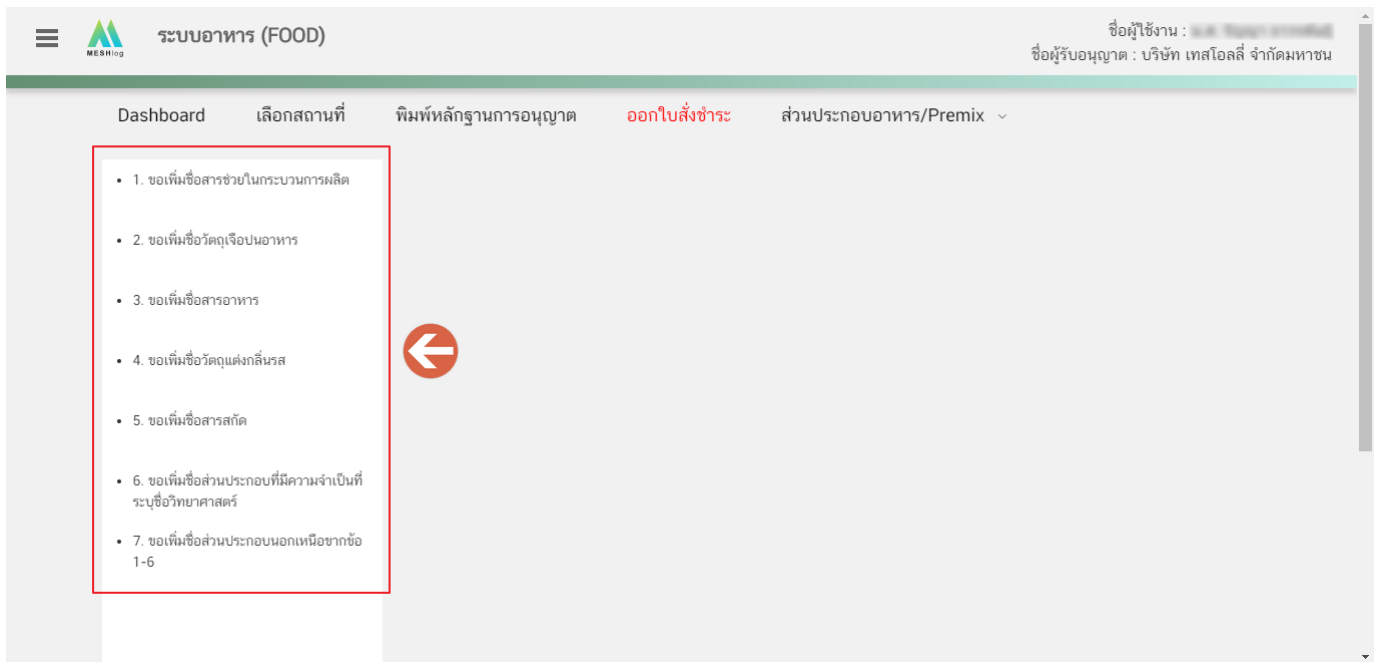 MESHlog
ระบบอาหาร (FOOD)
ชื่อผู้ใช้งาน :
ชื่อผู้รับอนุญาต : บริษัท เทสโอลลี่ จำกัดมหาชน
Dashboard เลือกสถานที่ พิมพ์หลักฐานการอนุญาต ออกใบสั่งชำระ ส่วนประกอบอาหาร/Premix
• 1. ขอเพิ่มชื่อสารช่วยในกระบวนการผลิต
• 2. ขอเพิ่มชื่อวัตถุเจือปนอาหาร
• 3. ขอเพิ่มชื่อสารอาหาร
• 4. ขอเพิ่มชื่อวัตถุแต่งกลิ่นรส
• 5. ขอเพิ่มชื่อสารสกัด
• 6. ขอเพิ่มชื่อส่วนประกอบที่มีความจำเป็นที่
ระบุชื่อวิทยาศาสตร์
• 7. ขอเพิ่มชื่อส่วนประกอบนอกเหนือขากข้อ
1-6